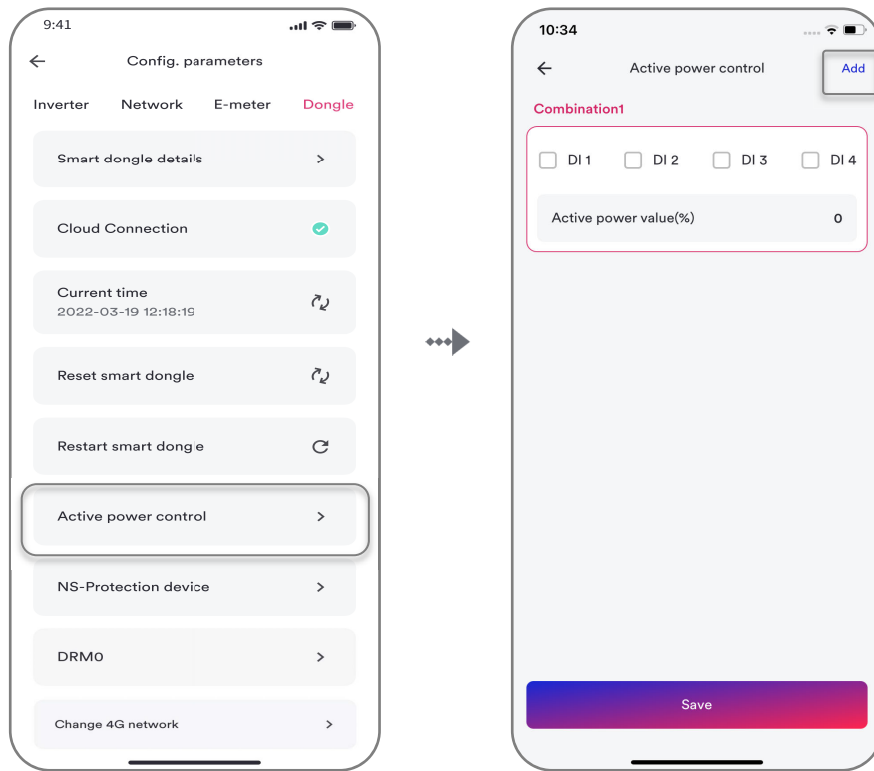 9:41
Config. parameters
Inverter Network E-meter Dongle
Smart dongle details
Cloud Connection
Current time
2022-03-19 12:18:19
Reset smart dongle
Restart smart dongle
Active power control
NS-Protection device
DRM0
Change 4G network
10:34
Active power control Add
Combination1
DI 1 DI 2 DI 3 DI 4
Active power value(%) 0
Save